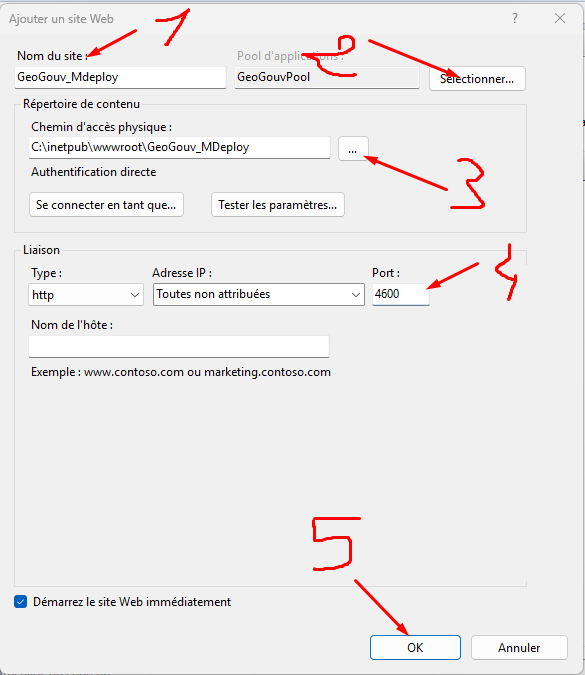 Ajouter un site Web
1
2
Nom du site :
Pool d'applications :
GeoGouv_Mdeploy
GeoGouvPool
Sélectionner...
Répertoire de contenu
Chemin d'accès physique :
C:\inetpub\wwwroot\GeoGouv_MDeploy
...
3
Authentification directe
Se connecter en tant que...
Tester les paramètres...
Liaison
4
Type :
Adresse IP :
Port :
http
Toutes non attribuées
4600
Nom de l'hôte :
Exemple : www.contoso.com ou marketing.contoso.com
5
Démarrez le site Web immédiatement
OK
Annuler